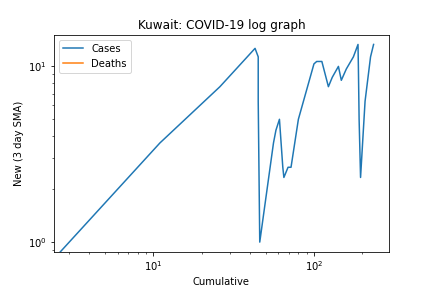 Kuwait: COVID-19 log graph
Cases
Deaths
10¹
10⁰
New (3 day SMA)
10¹ 10²
Cumulative